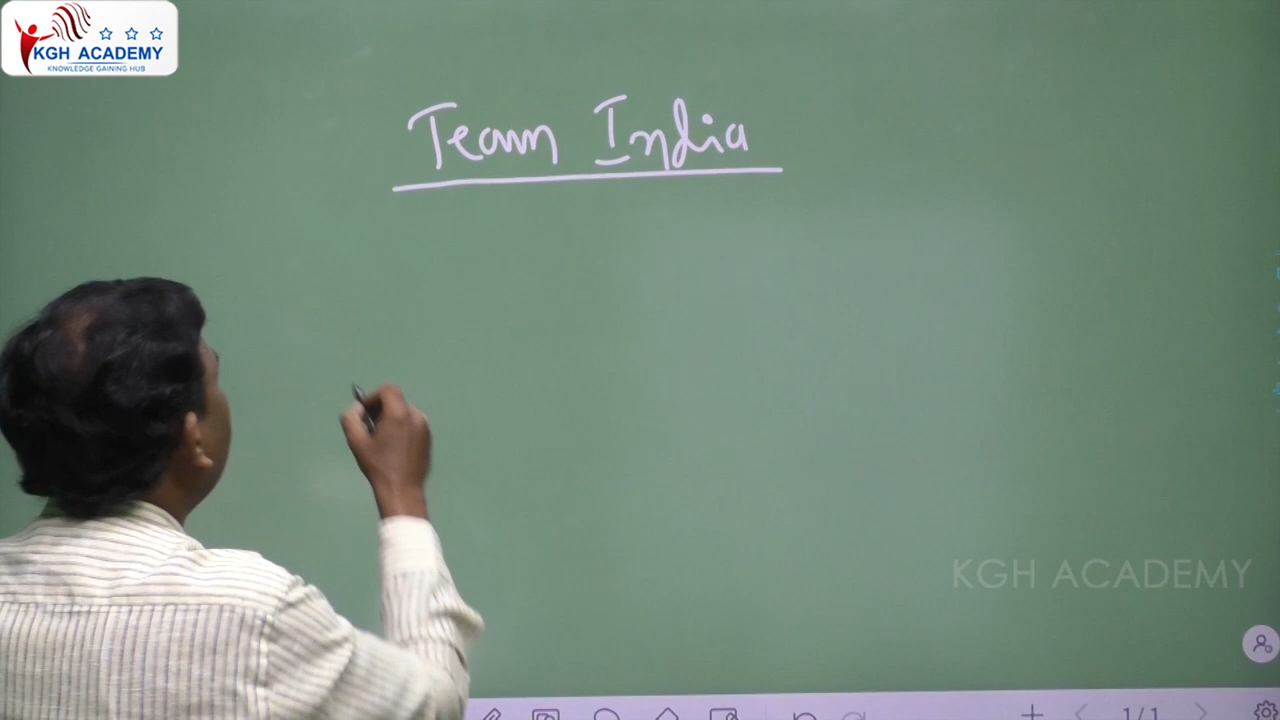 KGH ACADEMY
KNOWLEDGE GAINING HUB
Team India
KGH ACADEMY
1/1